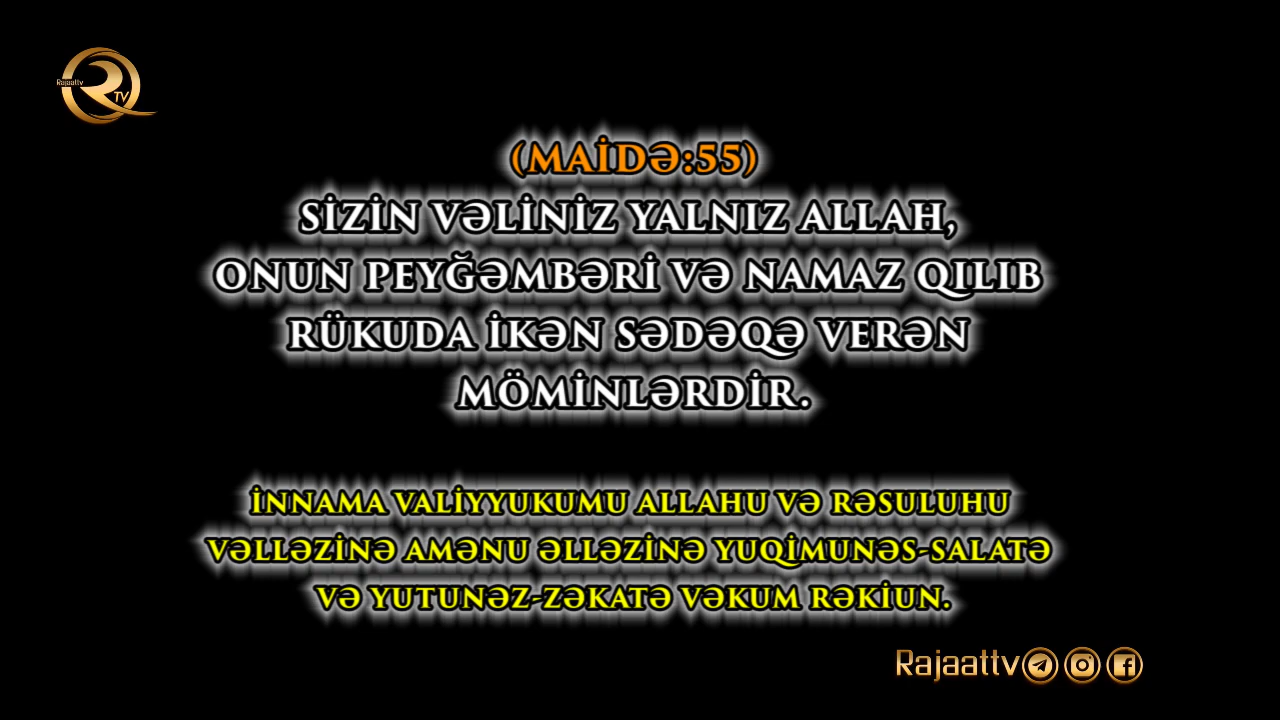 Rajaattv
TV
(MAİDƏ:55)
SİZİN VƏLİNİZ YALNIZ ALLAH,
ONUN PEYĞƏMBƏRİ VƏ NAMAZ QILIB
RÜKUDA İKƏN SƏDƏQƏ VERƏN
MÖMİNLƏRDİR.
İNNAMA VALİYYUKUMU ALLAHU VƏ RƏSULUHU
VƏLLƏZİNƏ AMƏNU ƏLLƏZİNƏ YUQİMUNƏS-SALATƏ
VƏ YUTUNƏZ-ZƏKATƏ VƏKUM RƏKİUN.
Rajaattv